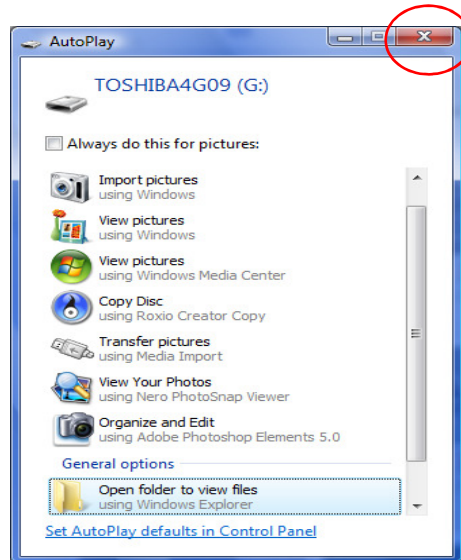 AutoPlay
TOSHIBA4G09 (G:)
Always do this for pictures:
Import pictures
using Windows
View pictures
using Windows
View pictures
using Windows Media Center
Copy Disc
using Roxio Creator Copy
Transfer pictures
using Media Import
View Your Photos
using Nero PhotoSnap Viewer
Organize and Edit
using Adobe Photoshop Elements 5.0
General options
Open folder to view files
using Windows Explorer
Set AutoPlay defaults in Control Panel